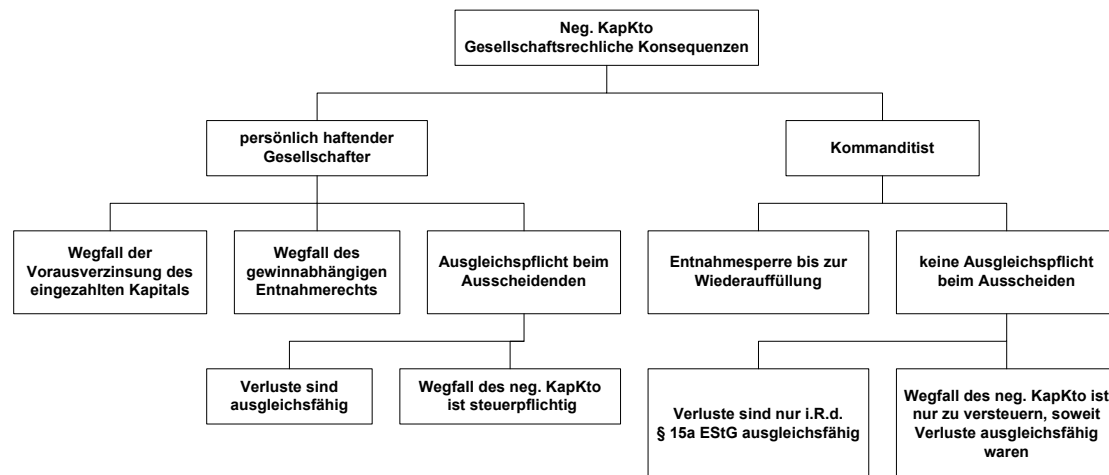 Neg. KapKto
Gesellschaftsrechliche Konsequenzen
persönlich haftender
Gesellschafter
Kommanditist
Wegfall der
Vorausverzinsung des
eingezahlten Kapitals
Wegfall des
gewinnabhängigen
Entnahmerechts
Ausgleichspflicht beim
Ausscheidenden
Entnahmesperre bis zur
Wiederauffüllung
keine Ausgleichspflicht
beim Ausscheiden
Verluste sind
ausgleichsfähig
Wegfall des neg. KapKto
ist steuerpflichtig
Verluste sind nur i.R.d.
§ 15a EStG ausgleichsfähig
Wegfall des neg. KapKto ist
nur zu versteuern, soweit
Verluste ausgleichsfähig
waren